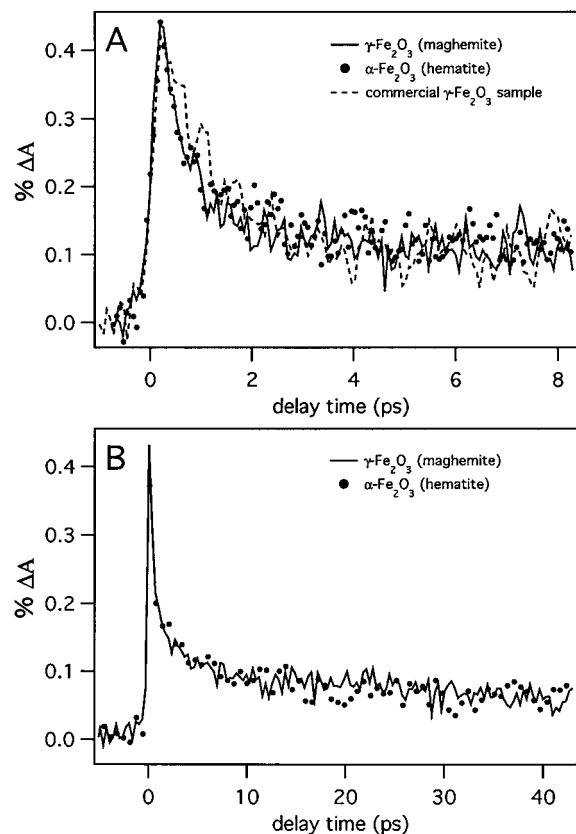 A
γ-Fe2O3 (maghemite)
α-Fe2O3 (hematite)
commercial γ-Fe2O3 sample
% ΔA
0.4
0.3
0.2
0.1
0.0
0 2 4 6 8
delay time (ps)
B
γ-Fe2O3 (maghemite)
α-Fe2O3 (hematite)
% ΔA
0.4
0.3
0.2
0.1
0.0
0 10 20 30 40
delay time (ps)